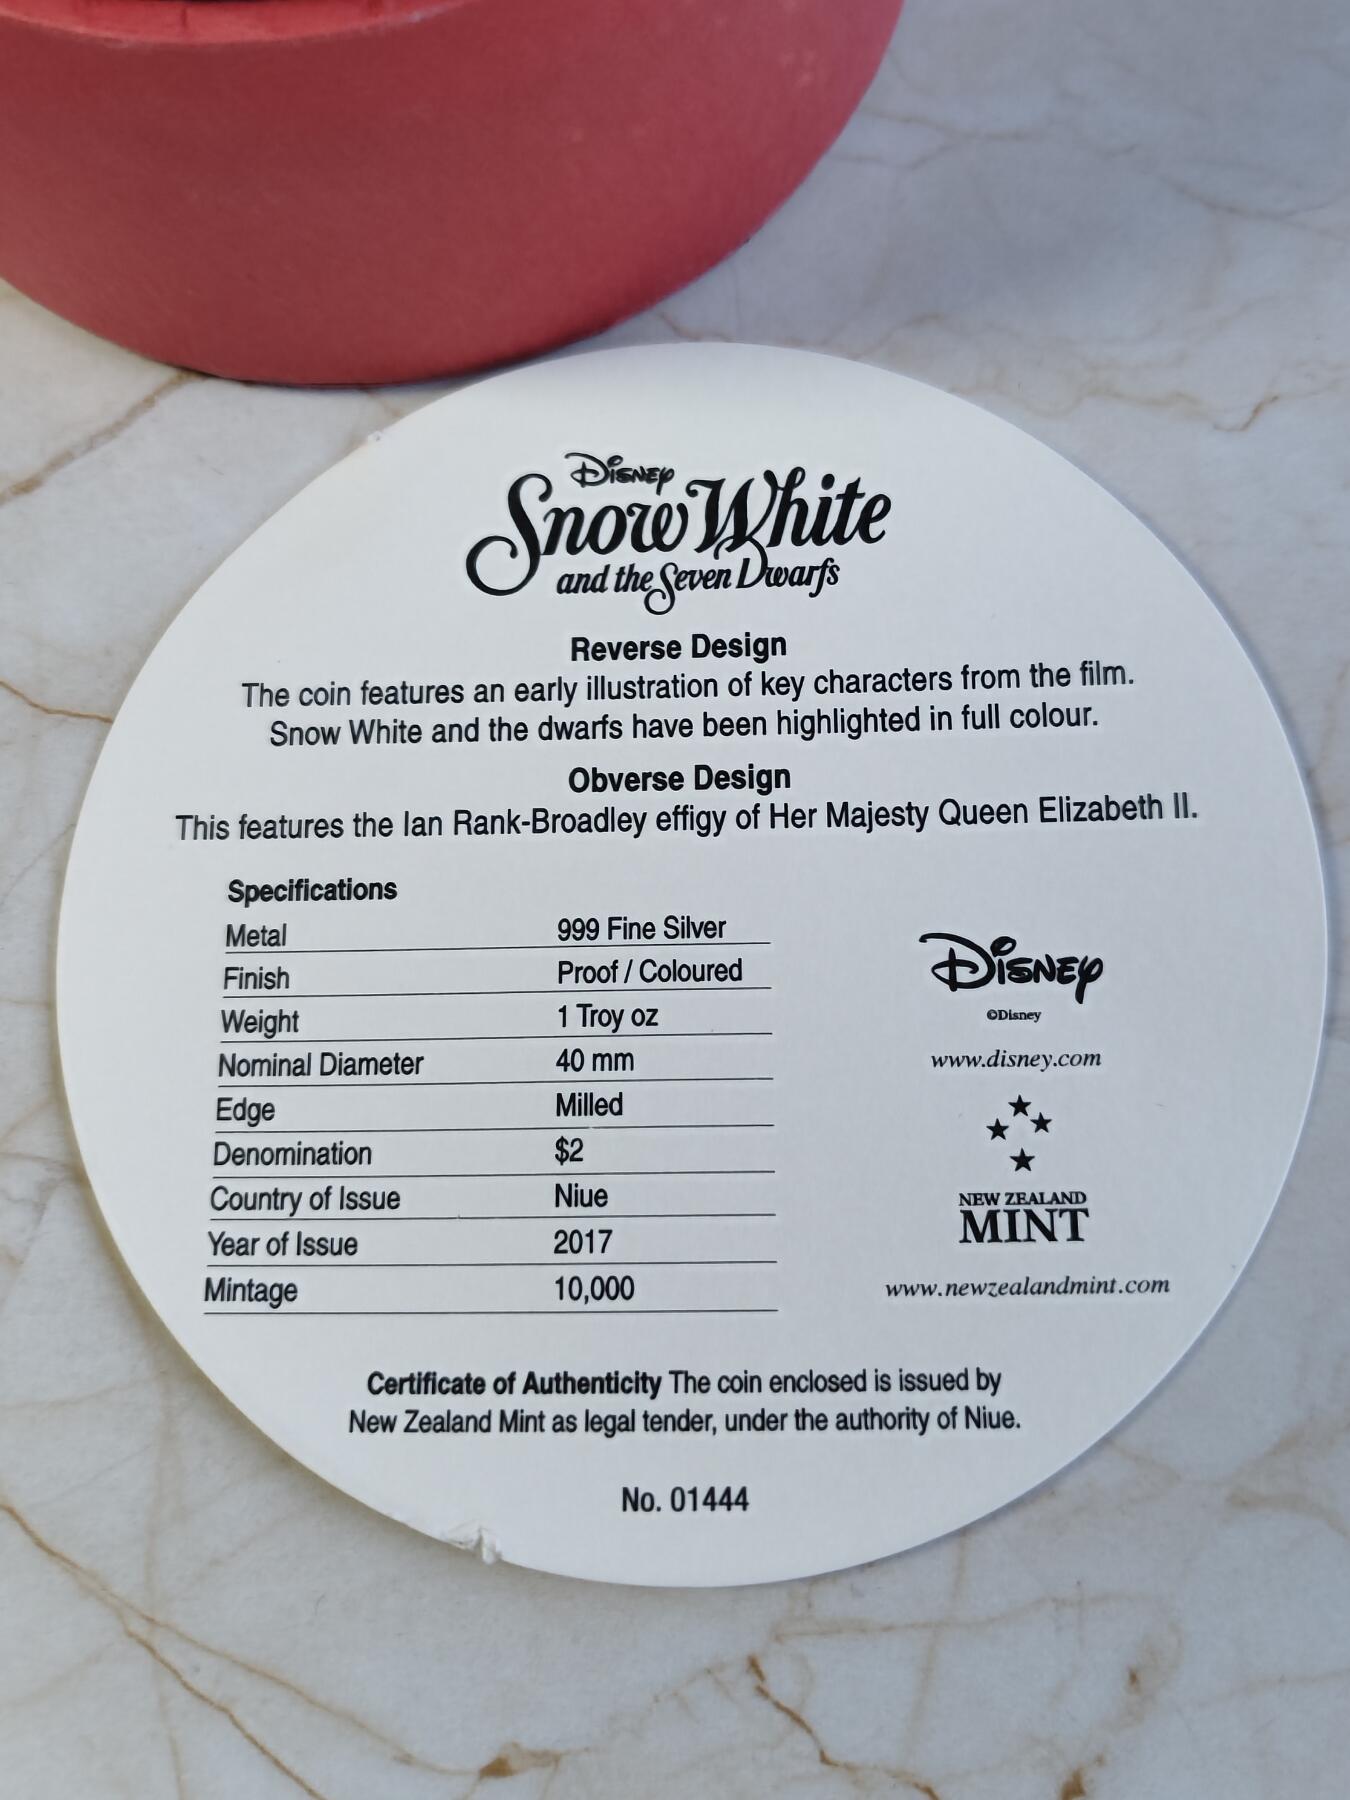 Disney
Snow White
and the Seven Dwarfs
Reverse Design
The coin features an early illustration of key characters from the film.
Snow White and the dwarfs have been highlighted in full colour.
Obverse Design
This features the Ian Rank-Broadley effigy of Her Majesty Queen Elizabeth II.
Specifications
Metal 999 Fine Silver
Finish Proof / Coloured
Weight 1 Troy oz
Nominal Diameter 40 mm
Edge Milled
Denomination $2
Country of Issue Niue
Year of Issue 2017
Mintage 10,000
Disney
©Disney
www.disney.com
NEW ZEALAND
MINT
www.newzealandmint.com
Certificate of Authenticity The coin enclosed is issued by
New Zealand Mint as legal tender, under the authority of Niue.
No. 01444